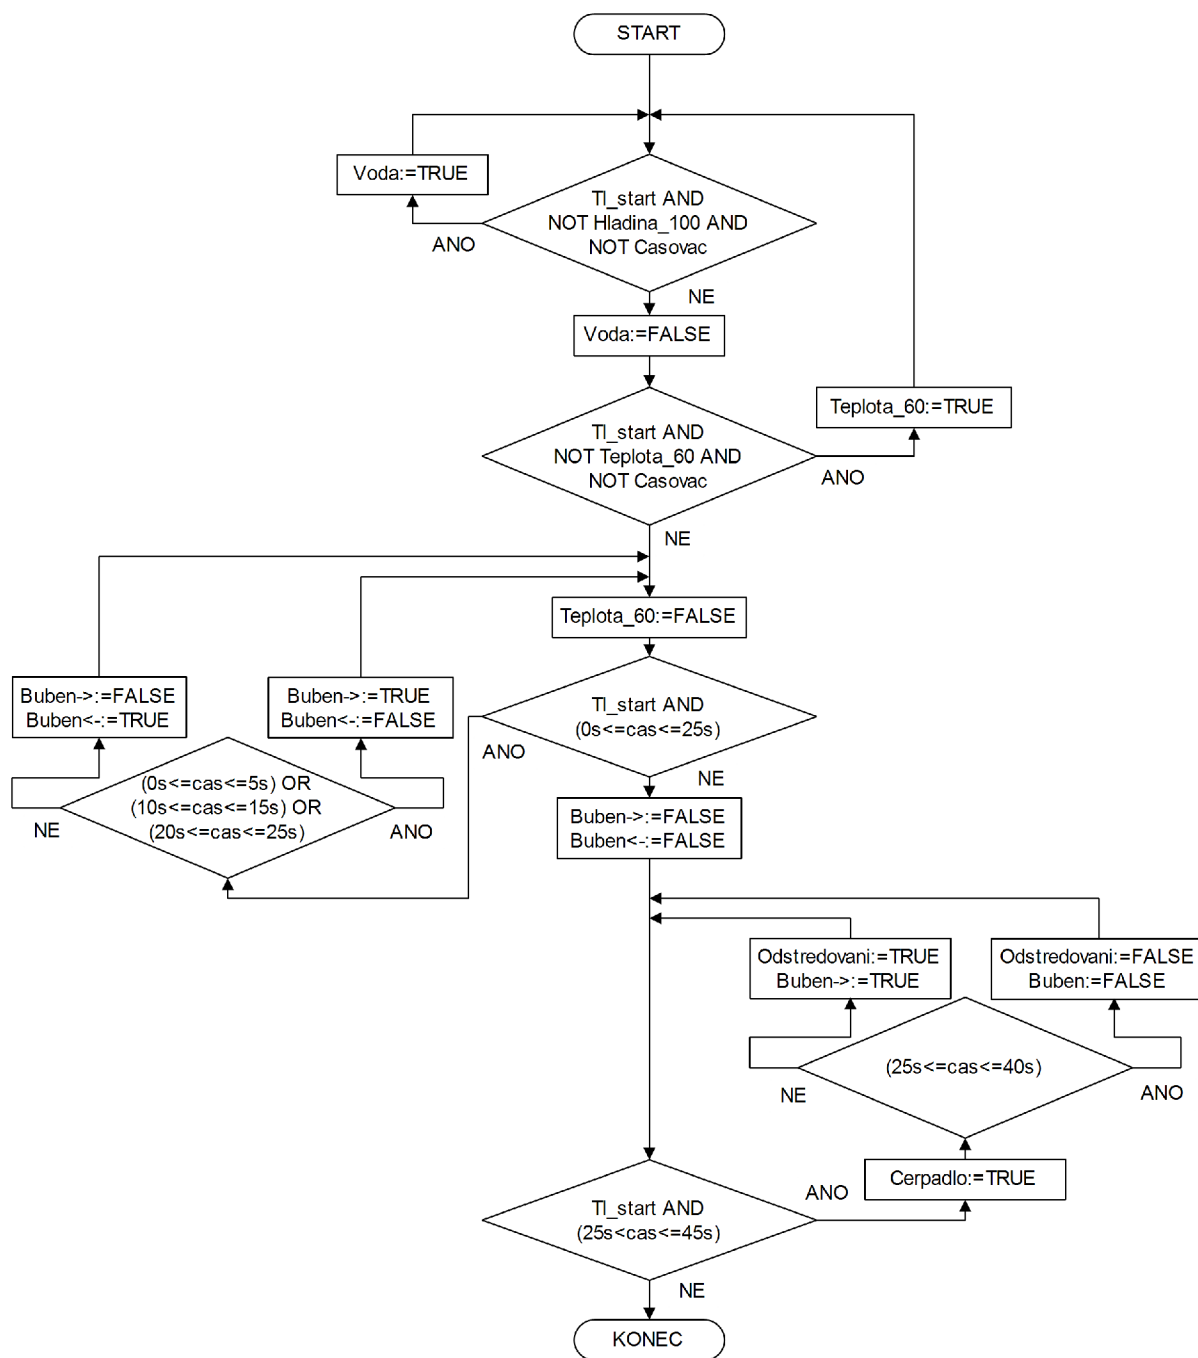 START
Voda:=TRUE
Tl_start AND
NOT Hladina_100 AND
NOT Casovac
ANO
NE
Voda:=FALSE
Teplota_60:=TRUE
Tl_start AND
NOT Teplota_60 AND
NOT Casovac
ANO
NE
Teplota_60:=FALSE
Buben->:=FALSE
Buben<-:=TRUE
Buben->:=TRUE
Buben<-:=FALSE
Tl_start AND
(0s<=cas<=25s)
ANO
NE
(0s<=cas<=5s) OR
(10s<=cas<=15s) OR
(20s<=cas<=25s)
NE
ANO
Buben->:=FALSE
Buben<-:=FALSE
Odstredovani:=TRUE
Buben->:=TRUE
Odstredovani:=FALSE
Buben:=FALSE
(25s<=cas<=40s)
NE
ANO
Cerpadlo:=TRUE
Tl_start AND
(25s<cas<=45s)
ANO
NE
KONEC